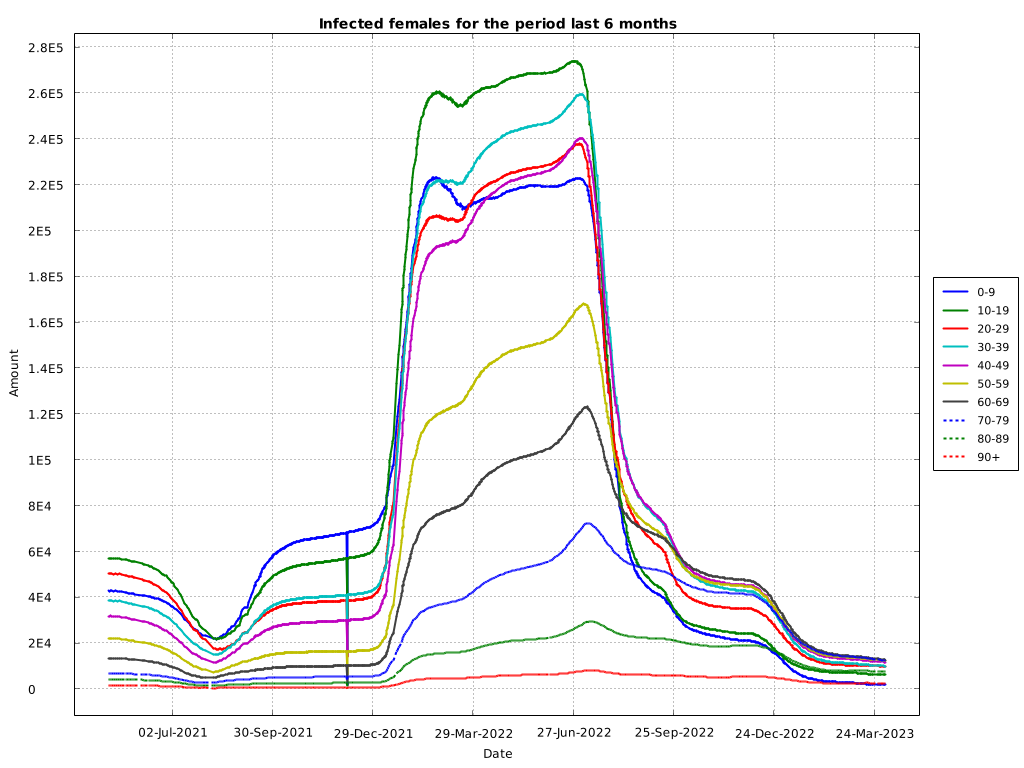 Infected females for the period last 6 months
2.8E5
2.6E5
2.4E5
2.2E5
2E5
1.8E5
1.6E5
1.4E5
1.2E5
1E5
8E4
6E4
4E4
2E4
0
Amount
02-Jul-2021 30-Sep-2021 29-Dec-2021 29-Mar-2022 27-Jun-2022 25-Sep-2022 24-Dec-2022 24-Mar-2023
Date
0-9
10-19
20-29
30-39
40-49
50-59
60-69
70-79
80-89
90+